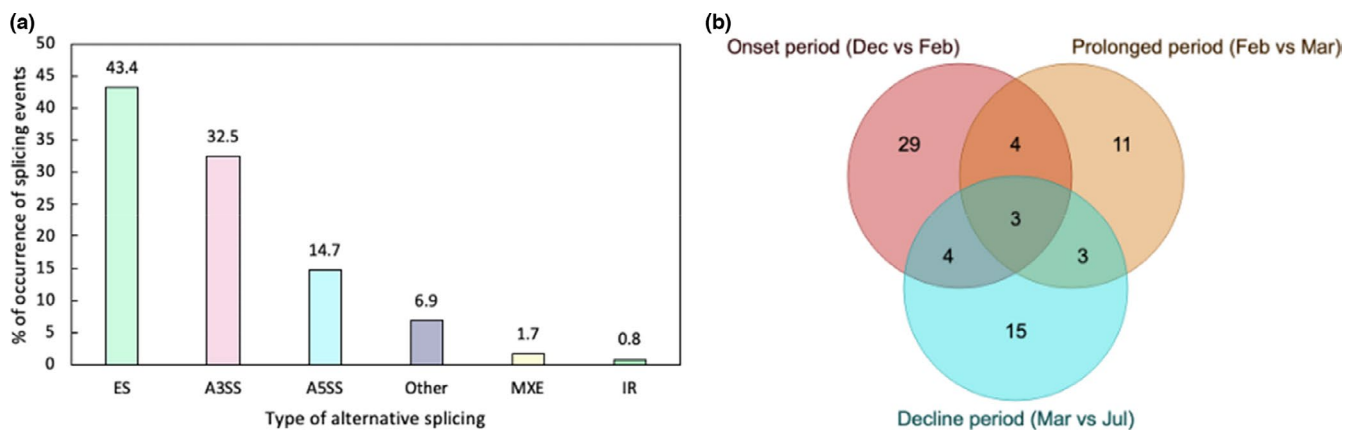 (a)
50
45
40
35
30
25
20
15
10
5
0
% of occurrence of splicing events
43.4
32.5
14.7
6.9
1.7
0.8
ES A3SS A5SS Other MXE IR
Type of alternative splicing
(b)
Onset period (Dec vs Feb) Prolonged period (Feb vs Mar)
29 4 11
3
4 3
15
Decline period (Mar vs Jul)